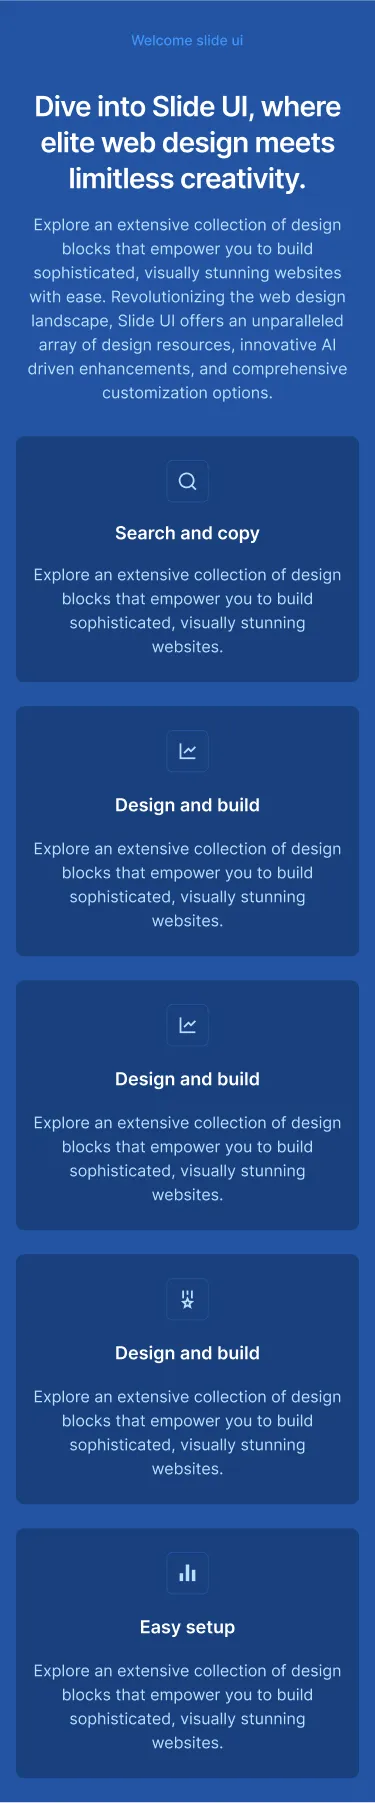 Welcome slide ui
Dive into Slide UI, where
elite web design meets
limitless creativity.
Explore an extensive collection of design
blocks that empower you to build
sophisticated, visually stunning websites
with ease. Revolutionizing the web design
landscape, Slide UI offers an unparalleled
array of design resources, innovative AI
driven enhancements, and comprehensive
customization options.
Search and copy
Explore an extensive collection of design
blocks that empower you to build
sophisticated, visually stunning
websites.
Design and build
Explore an extensive collection of design
blocks that empower you to build
sophisticated, visually stunning
websites.
Design and build
Explore an extensive collection of design
blocks that empower you to build
sophisticated, visually stunning
websites.
Design and build
Explore an extensive collection of design
blocks that empower you to build
sophisticated, visually stunning
websites.
Easy setup
Explore an extensive collection of design
blocks that empower you to build
sophisticated, visually stunning
websites.